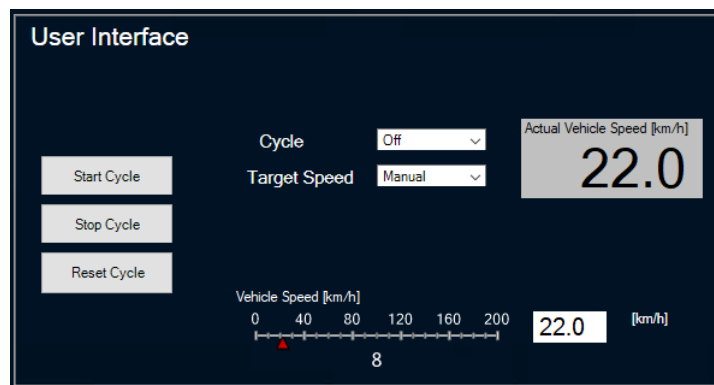 User Interface
Cycle
Off
Actual Vehicle Speed [km/h]
22.0
Start Cycle
Target Speed
Manual
Stop Cycle
Reset Cycle
Vehicle Speed [km/h]
0 40 80 120 160 200
22.0
[km/h]
8